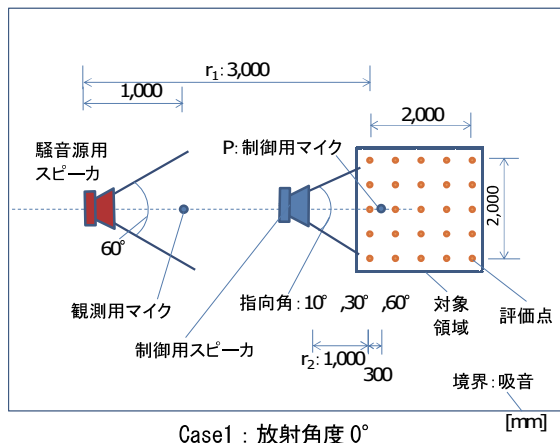 r₁：3,000
1,000
2,000
P：制御用マイク
騒音源用
スピーカ
2,000
60°
観測用マイク
指向角：10° ,30° ,60°
対象
領域
評価点
制御用スピーカ
r₂：1,000
300
境界：吸音
[mm]
Case1：放射角度 0°